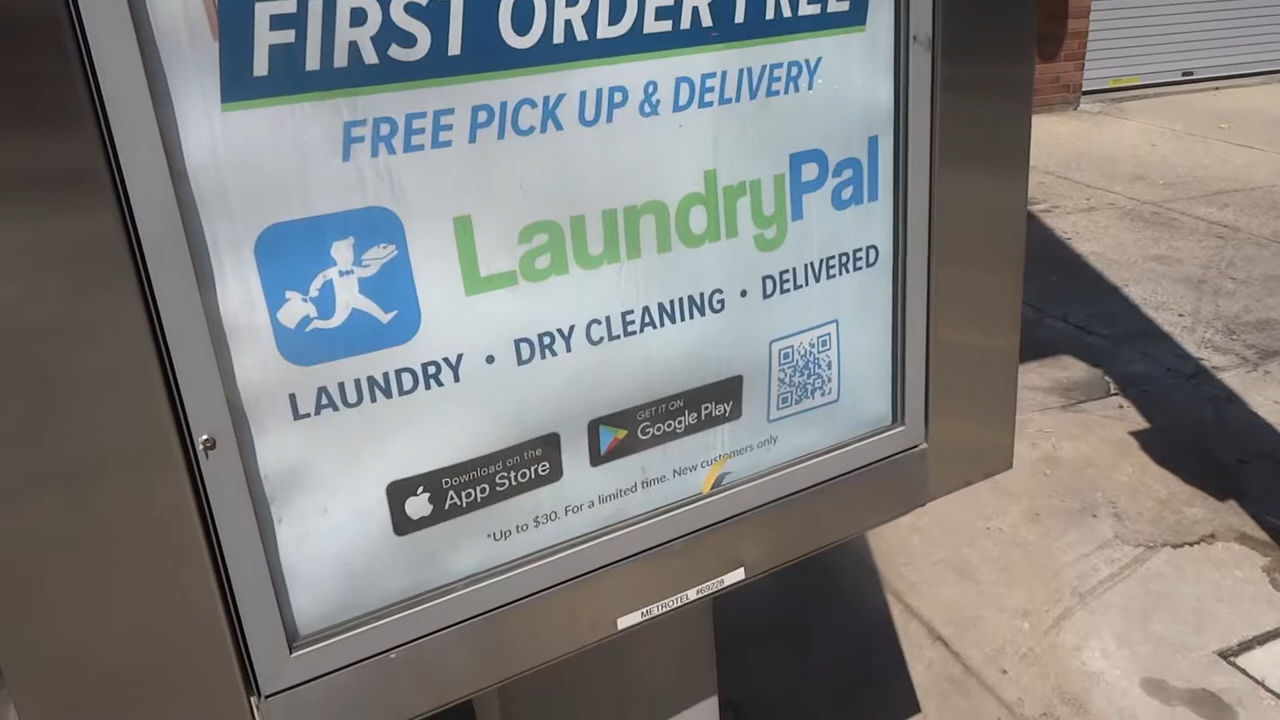 FIRST ORDER FREE
FREE PICK UP & DELIVERY
LaundryPal
LAUNDRY • DRY CLEANING • DELIVERED
GET IT ON
Google Play
Download on the
App Store
*Up to $30. For a limited time. New customers only.
METROTEL #69228